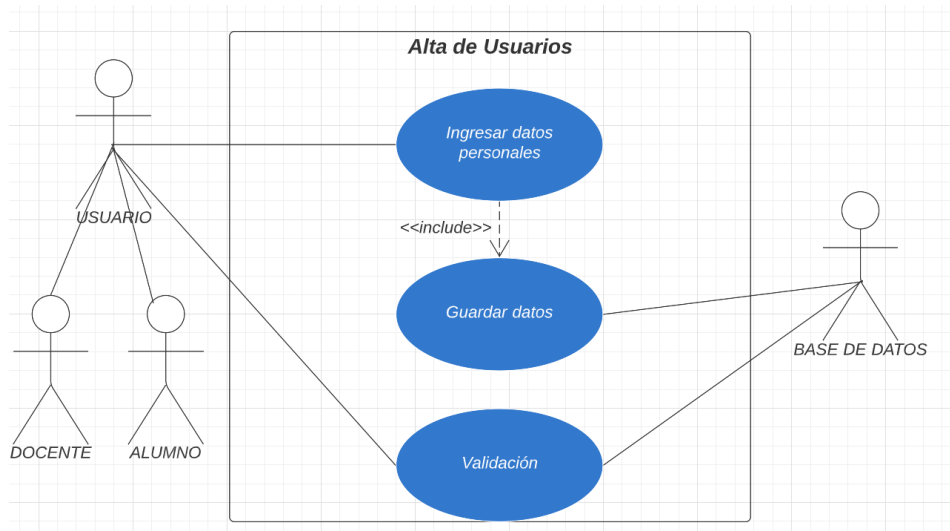 Alta de Usuarios
Ingresar datos
personales
USUARIO
<<include>>
Guardar datos
BASE DE DATOS
DOCENTE
ALUMNO
Validación